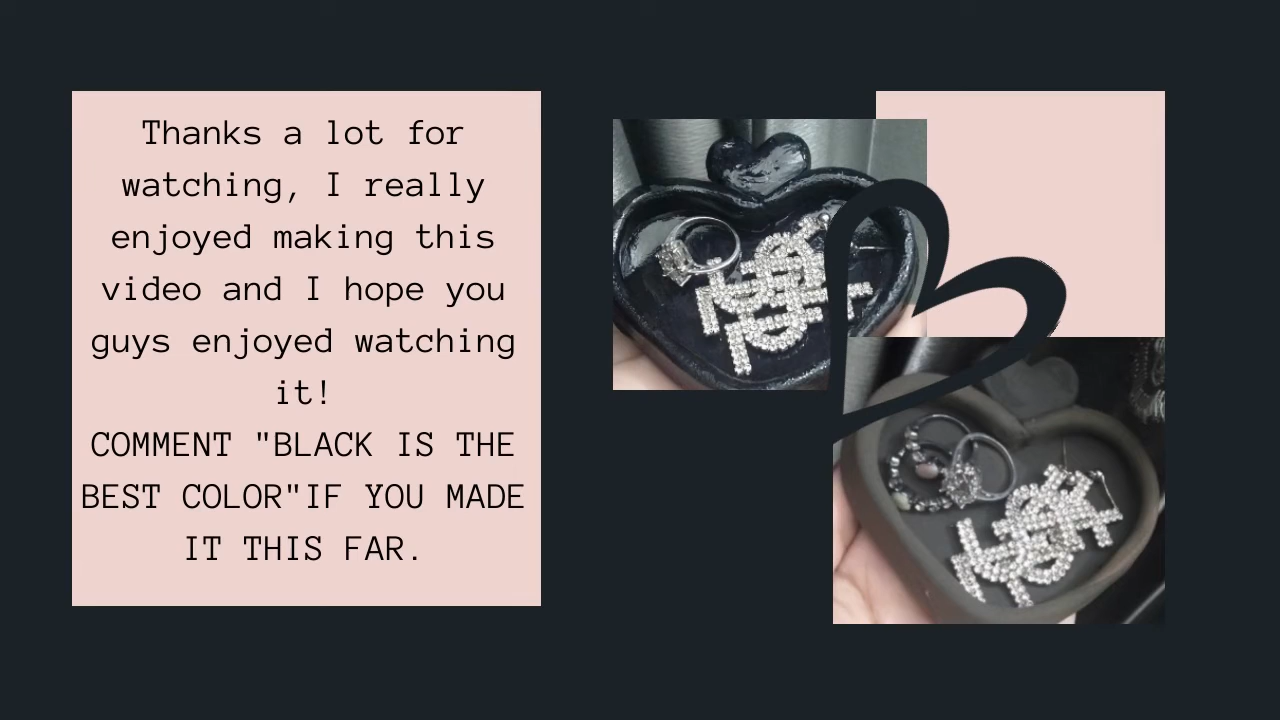 Thanks a lot for
watching, I really
enjoyed making this
video and I hope you
guys enjoyed watching
it!
COMMENT "BLACK IS THE
BEST COLOR"IF YOU MADE
IT THIS FAR.